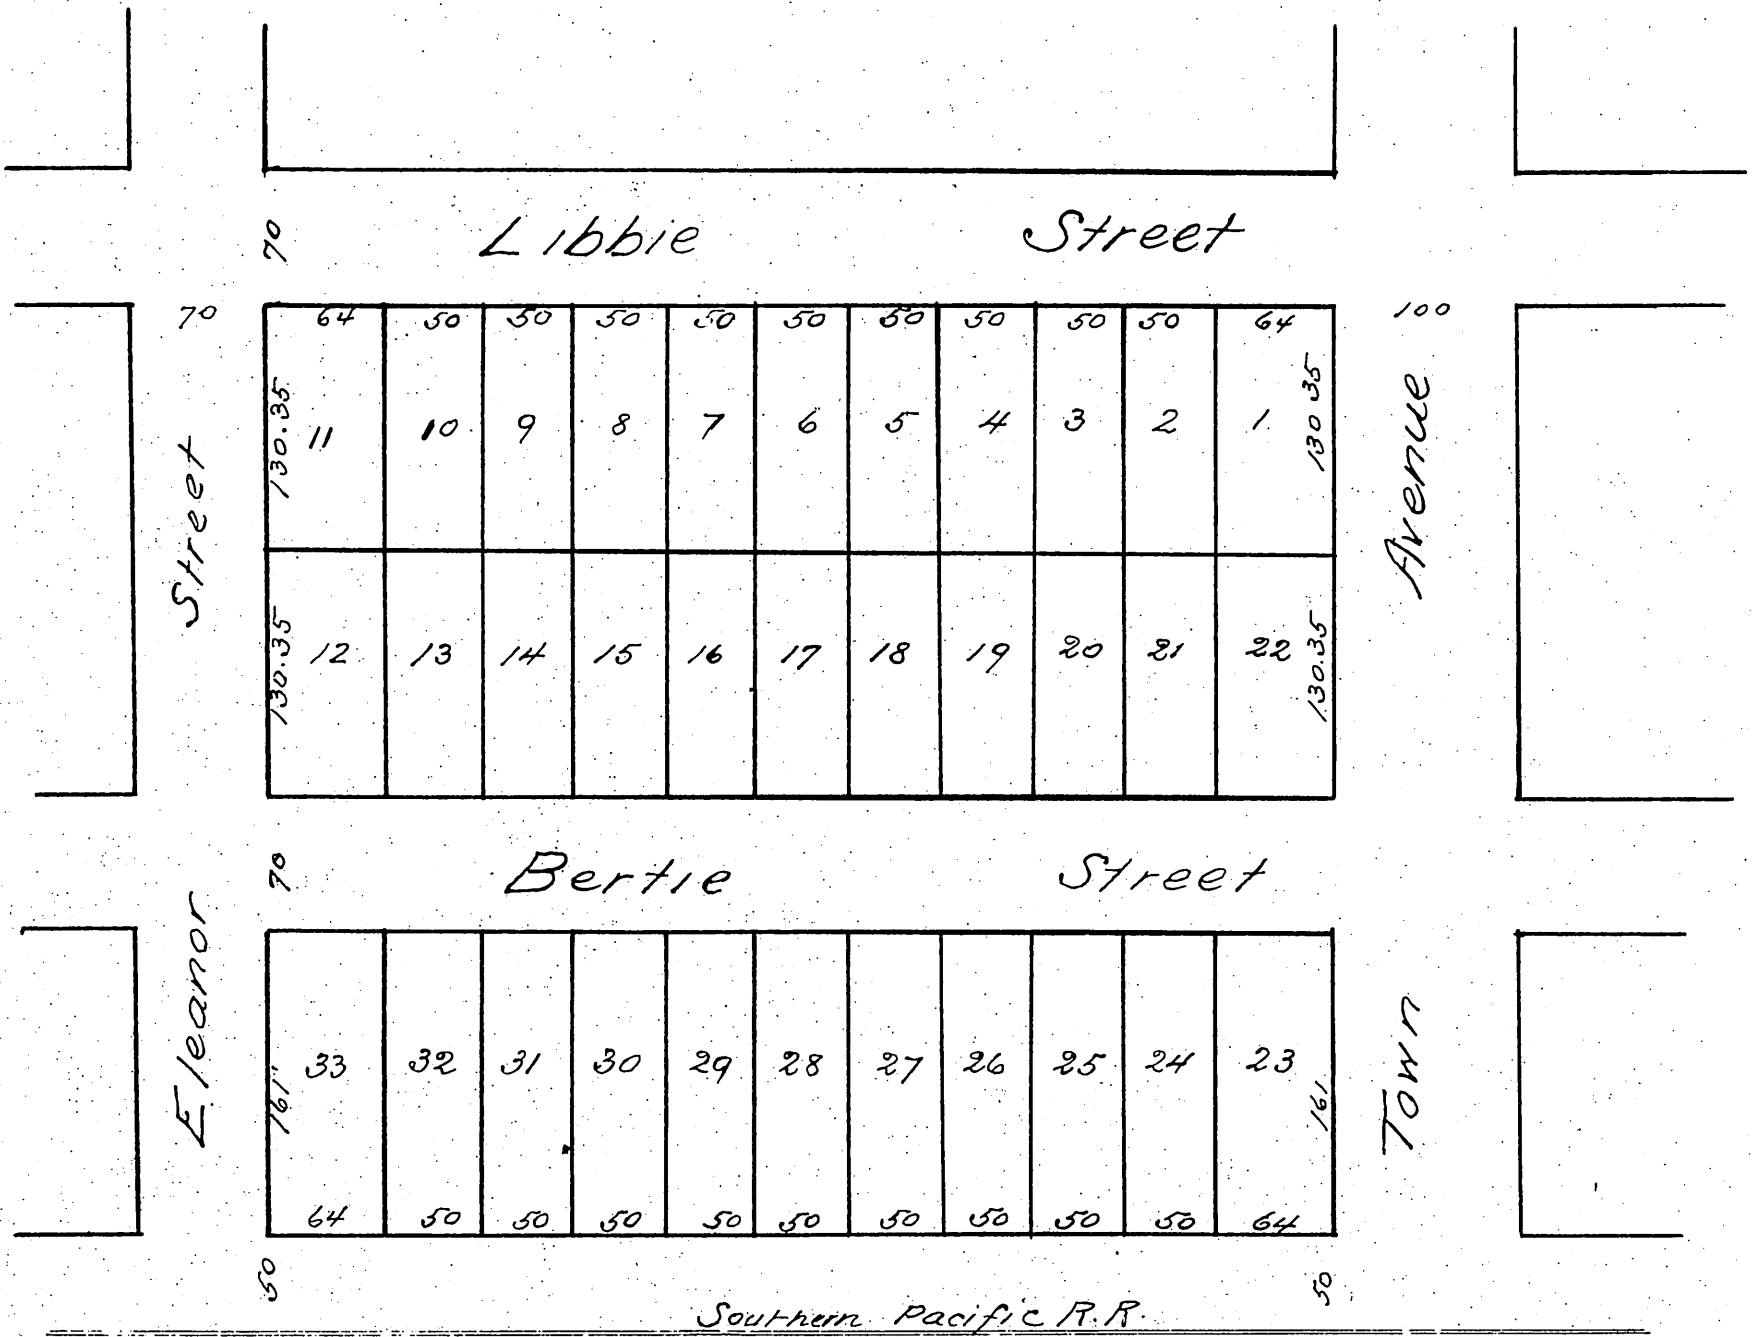 70 Libbie Street
70 64 50 50 50 50 50 50 50 50 50 64 100
130.35 11 10 9 8 7 6 5 4 3 2 1 130 35
130.35 12 13 14 15 16 17 18 19 20 21 22 130.35
Eleanor Street
Town Avenue
70 Bertie Street
161' 33 32 31 30 29 28 27 26 25 24 23 161
64 50 50 50 50 50 50 50 50 50 64
50 50
Southern Pacific R.R.